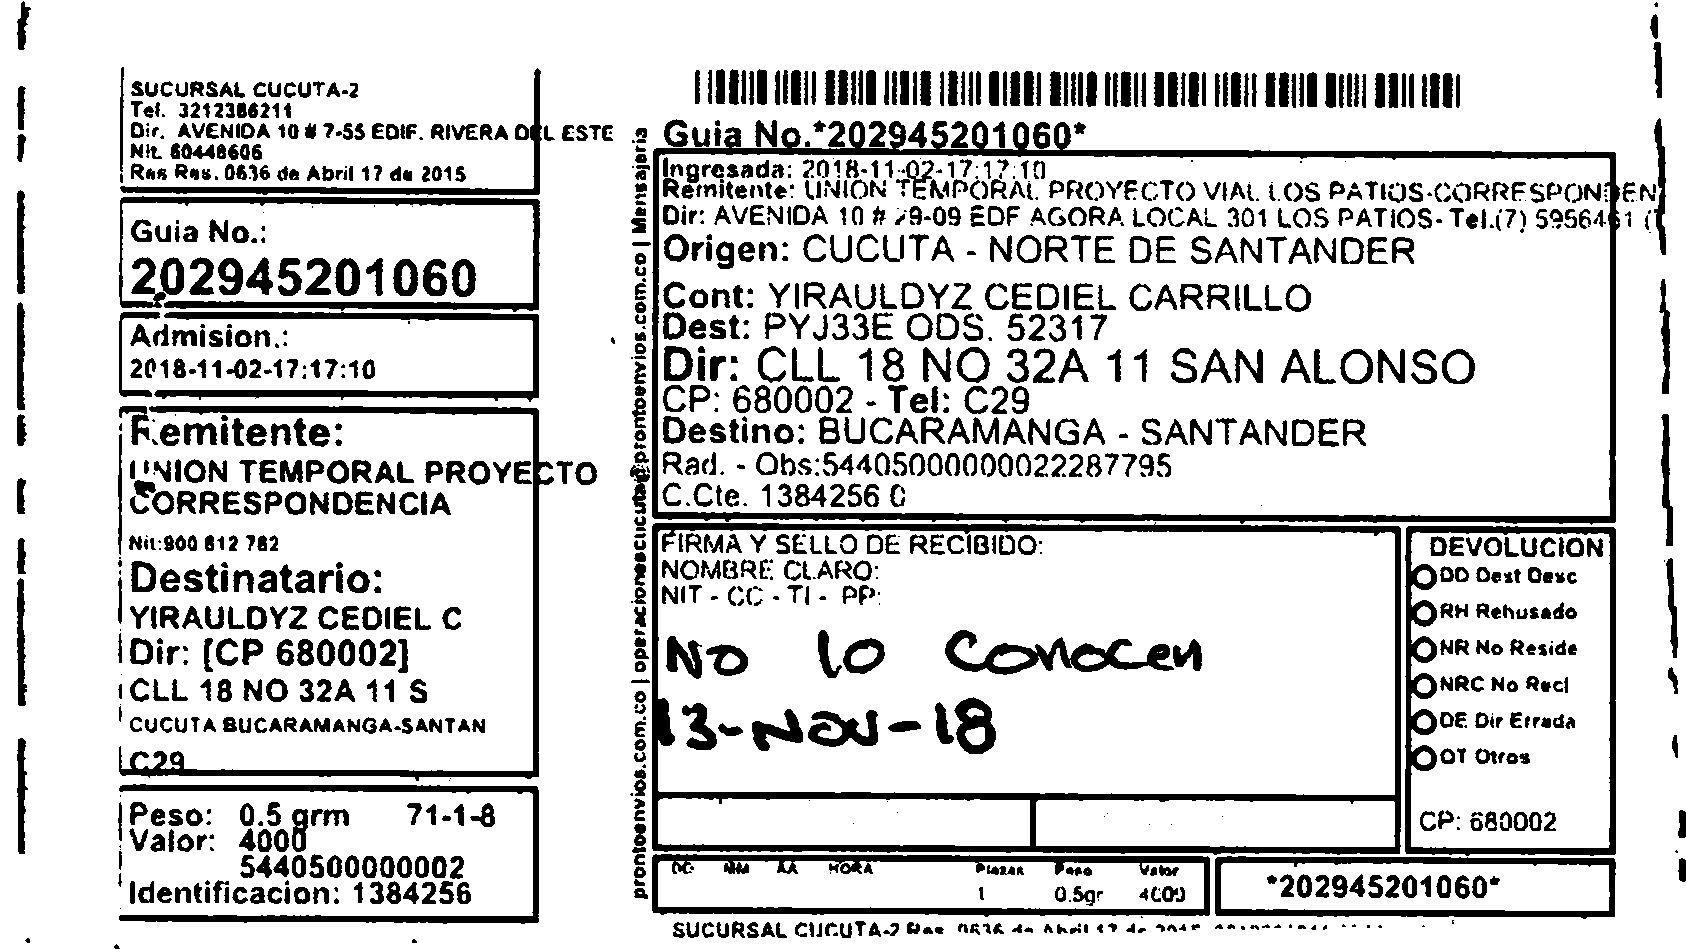 SUCURSAL CUCUTA-2
Tel. 3212386211
Dir. AVENIDA 10 # 7-55 EDIF. RIVERA DEL ESTE
Nit. 60448606
Res Res. 0636 de Abril 17 de 2015
Guia No.:
202945201060
Admision.:
2018-11-02-17:17:10
Remitente:
UNION TEMPORAL PROYECTO
CORRESPONDENCIA
Nit:900 612 782
Destinatario:
YIRAULDYZ CEDIEL C
Dir: [CP 680002]
CLL 18 NO 32A 11 S
CUCUTA BUCARAMANGA-SANTAN
C29
Peso: 0.5 grm 71-1-8
Valor: 4000
5440500000002
Identificacion: 1384256
prontoenvios.com.co | operacionescucuta@prontoenvios.com.co | Mensajeria
Guia No.*202945201060*
Ingresada: 2018-11-02-17:17:10
Remitente: UNION TEMPORAL PROYECTO VIAL LOS PATIOS-CORRESPONDEN
Dir: AVENIDA 10 # 29-09 EDF AGORA LOCAL 301 LOS PATIOS- Tel.(7) 5956461 (
Origen: CUCUTA - NORTE DE SANTANDER
Cont: YIRAULDYZ CEDIEL CARRILLO
Dest: PYJ33E ODS. 52317
Dir: CLL 18 NO 32A 11 SAN ALONSO
CP: 680002 - Tel: C29
Destino: BUCARAMANGA - SANTANDER
Rad. - Obs:54405000000022287795
C.Cte. 1384256 0
FIRMA Y SELLO DE RECIBIDO:
NOMBRE CLARO:
NIT - CC - TI - PP:
No lo Conocen
13-Nov-18
DEVOLUCION
DD Dest Desc
RH Rehusado
NR No Reside
NRC No Recl
DE Dir Errada
OT Otros
CP: 680002
DD MM AA HORA Piezas Peso Valor
1 0.5gr 4000
*202945201060*
SUCURSAL CUCUTA-2 Res. 0636 de Abril 17 de 2015